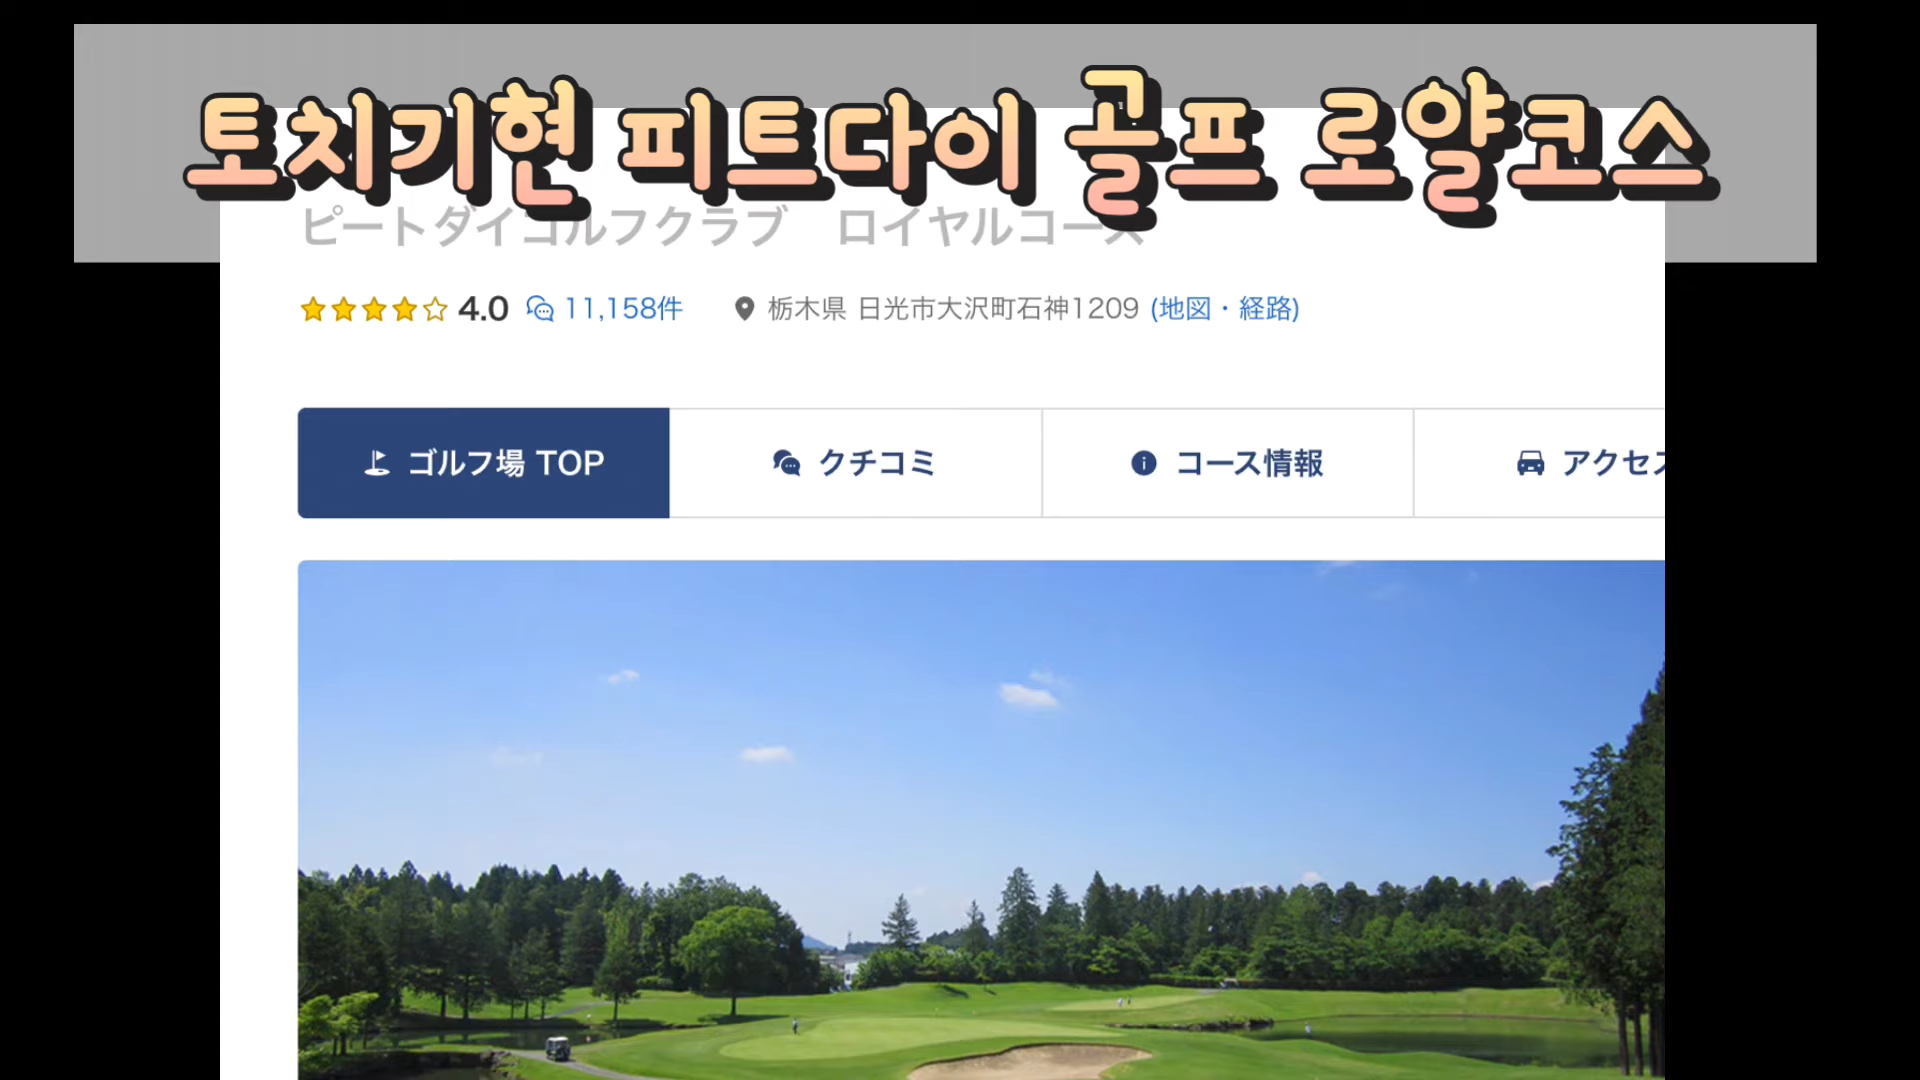 토치기현 피트다이 골프 로얄코스
ピートダイゴルフクラブ ロイヤルコース
4.0 11,158件 栃木県 日光市大沢町石神1209 (地図・経路)
ゴルフ場 TOP クチコミ コース情報 アクセス